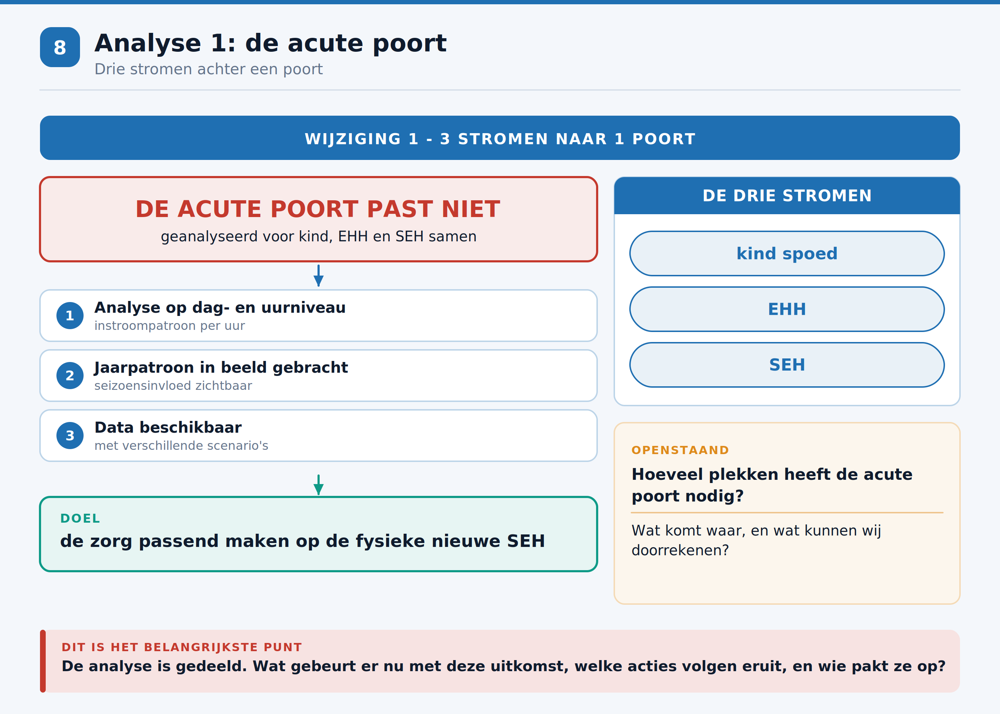 8
Analyse 1: de acute poort
Drie stromen achter een poort
WIJZIGING 1 - 3 STROMEN NAAR 1 POORT
DE ACUTE POORT PAST NIET
geanalyseerd voor kind, EHH en SEH samen
1
Analyse op dag- en uurniveau
instroompatroon per uur
2
Jaarpatroon in beeld gebracht
seizoensinvloed zichtbaar
3
Data beschikbaar
met verschillende scenario's
DOEL
de zorg passend maken op de fysieke nieuwe SEH
DE DRIE STROMEN
kind spoed
EHH
SEH
OPENSTAAND
Hoeveel plekken heeft de acute
poort nodig?
Wat komt waar, en wat kunnen wij
doorrekenen?
DIT IS HET BELANGRIJKSTE PUNT
De analyse is gedeeld. Wat gebeurt er nu met deze uitkomst, welke acties volgen eruit, en wie pakt ze op?